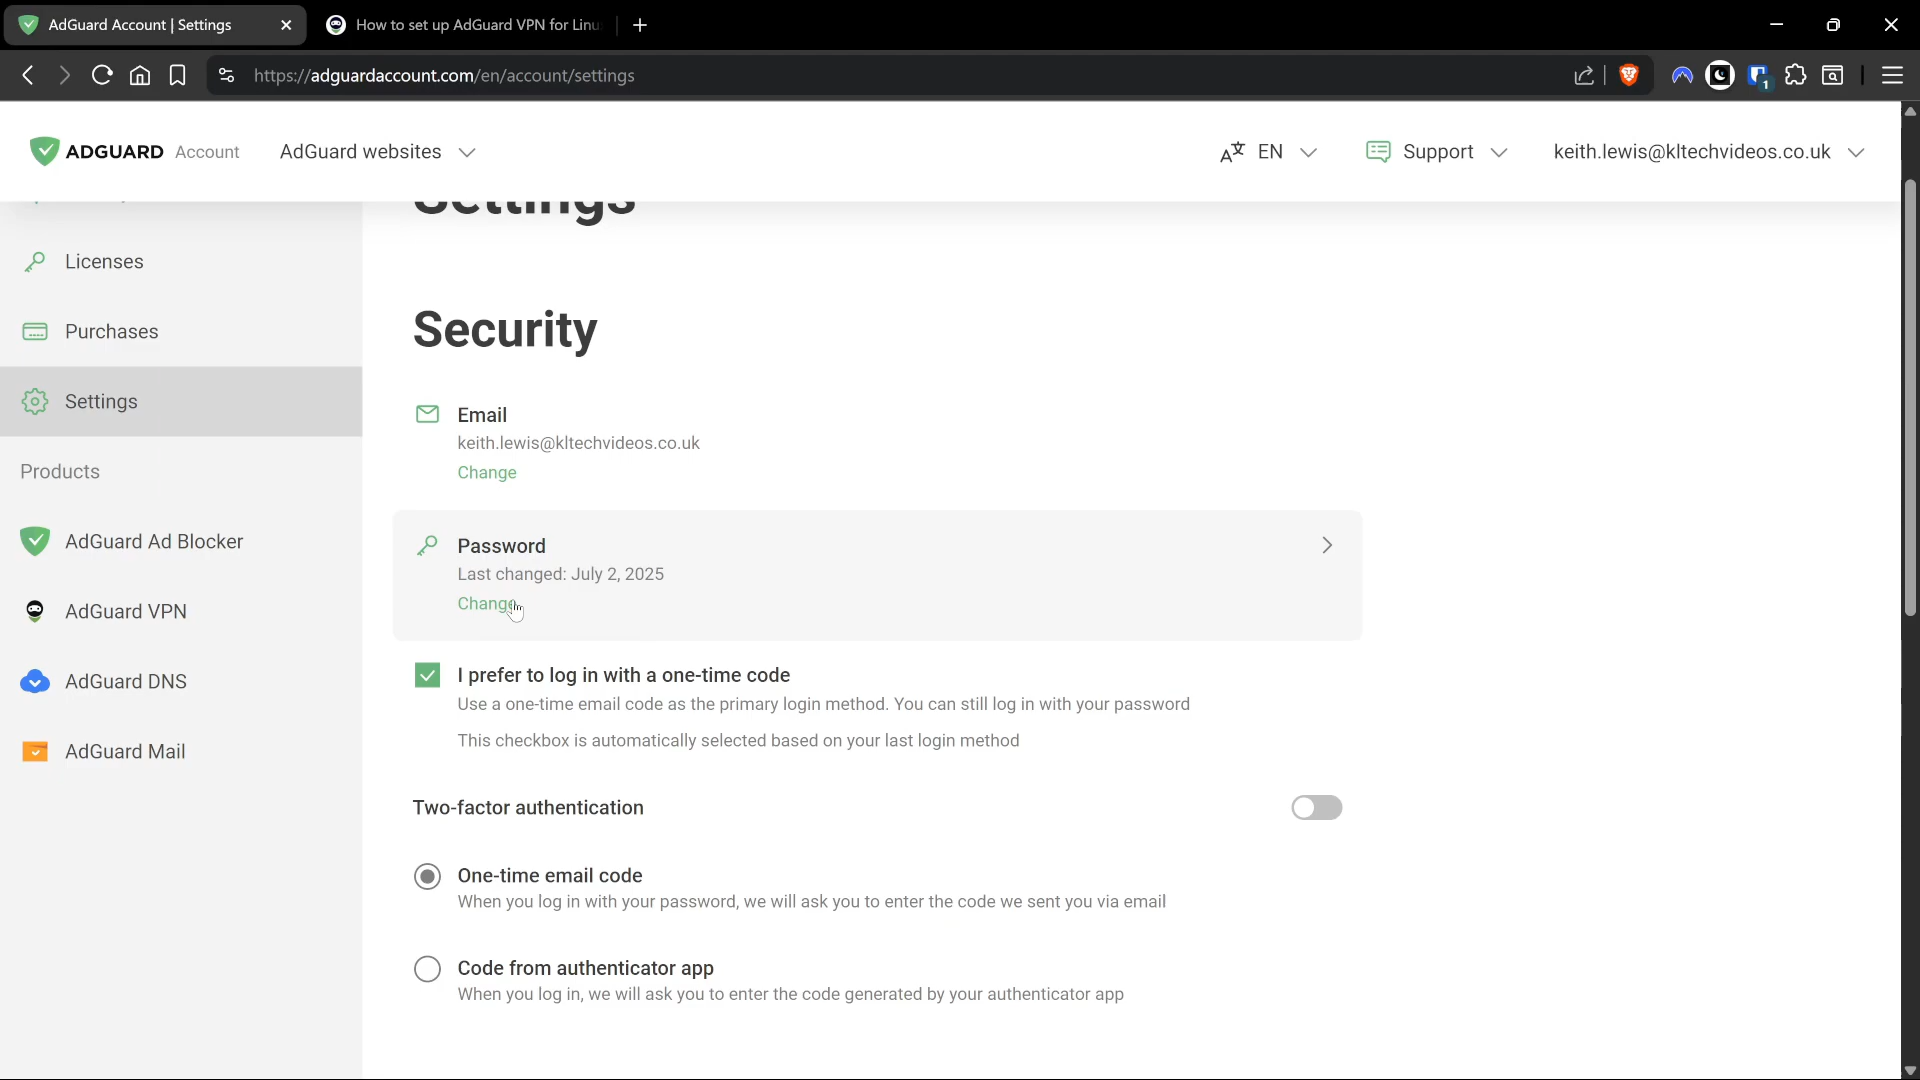 AdGuard Account | Settings
How to set up AdGuard VPN for Linu
https://adguardaccount.com/en/account/settings
1
ADGUARD Account
AdGuard websites
EN
Support
keith.lewis@kltechvideos.co.uk
Settings
Licenses
Purchases
Settings
Products
AdGuard Ad Blocker
AdGuard VPN
AdGuard DNS
AdGuard Mail
Security
Email
keith.lewis@kltechvideos.co.uk
Change
Password
Last changed: July 2, 2025
Change
I prefer to log in with a one-time code
Use a one-time email code as the primary login method. You can still log in with your password
This checkbox is automatically selected based on your last login method
Two-factor authentication
One-time email code
When you log in with your password, we will ask you to enter the code we sent you via email
Code from authenticator app
When you log in, we will ask you to enter the code generated by your authenticator app